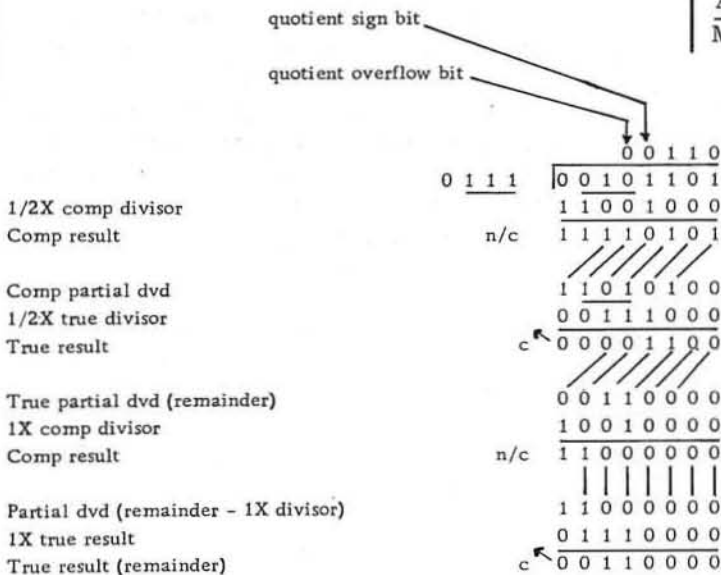 quotient sign bit
quotient overflow bit
0 0 1 1 0
0 1 1 1 0 0 1 0 1 1 0 1
1/2X comp divisor 1 1 0 0 1 0 0 0
Comp result n/c 1 1 1 1 0 1 0 1
Comp partial dvd 1 1 0 1 0 1 0 0
1/2X true divisor 0 0 1 1 1 0 0 0
True result c 0 0 0 0 1 1 0 0
True partial dvd (remainder) 0 0 1 1 0 0 0 0
1X comp divisor 1 0 0 1 0 0 0 0
Comp result n/c 1 1 0 0 0 0 0 0
Partial dvd (remainder - 1X divisor) 1 1 0 0 0 0 0 0
1X true result 0 1 1 1 0 0 0 0
True result (remainder) c 0 0 1 1 0 0 0 0